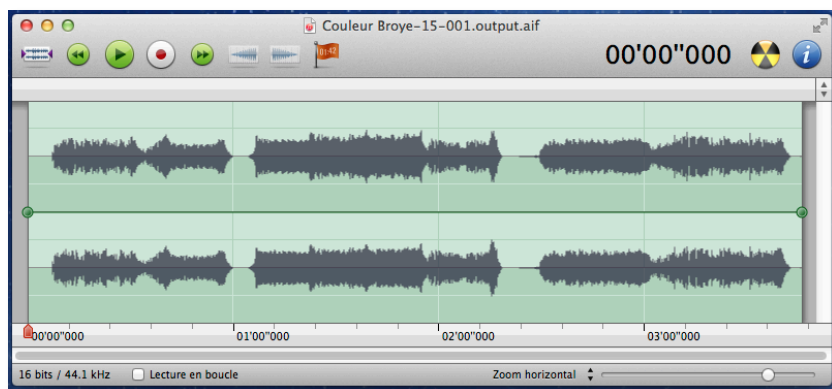 Couleur Broye-15-001.output.aif
01:42
00'00"000
00'00"000 01'00"000 02'00"000 03'00"000
16 bits / 44.1 kHz Lecture en boucle Zoom horizontal